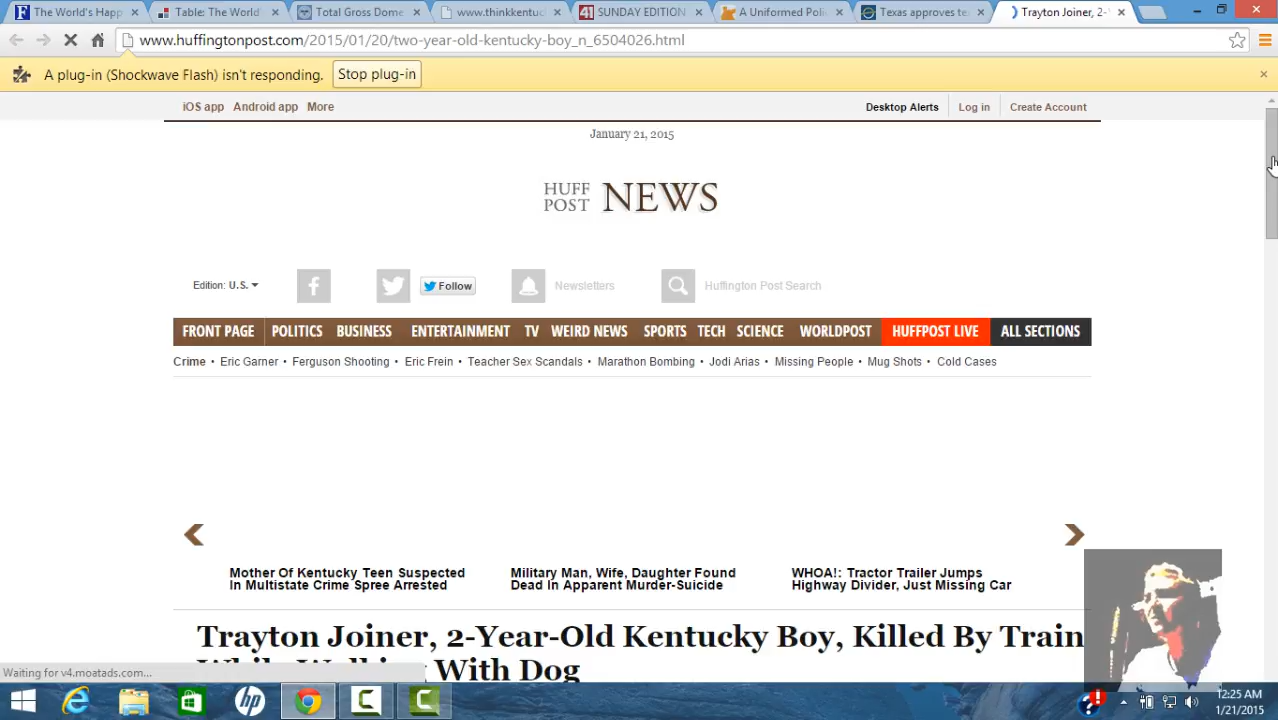 The World's Happ
Table: The World
Total Gross Dome
www.thinkkentuc
41 SUNDAY EDITION
A Uniformed Poli
Texas approves te
Trayton Joiner, 2-
www.huffingtonpost.com/2015/01/20/two-year-old-kentucky-boy_n_6504026.html
A plug-in (Shockwave Flash) isn't responding. Stop plug-in
iOS app Android app More Desktop Alerts Log in Create Account
January 21, 2015
HUFF POST NEWS
Edition: U.S. Follow Newsletters Huffington Post Search
FRONT PAGE POLITICS BUSINESS ENTERTAINMENT TV WEIRD NEWS SPORTS TECH SCIENCE WORLDPOST HUFFPOST LIVE ALL SECTIONS
Crime • Eric Garner • Ferguson Shooting • Eric Frein • Teacher Sex Scandals • Marathon Bombing • Jodi Arias • Missing People • Mug Shots • Cold Cases
Mother Of Kentucky Teen Suspected
In Multistate Crime Spree Arrested
Military Man, Wife, Daughter Found
Dead In Apparent Murder-Suicide
WHOA!: Tractor Trailer Jumps
Highway Divider, Just Missing Car
Trayton Joiner, 2-Year-Old Kentucky Boy, Killed By Train
While Walking With Dog
Waiting for v4.moatads.com...
12:25 AM
1/21/2015